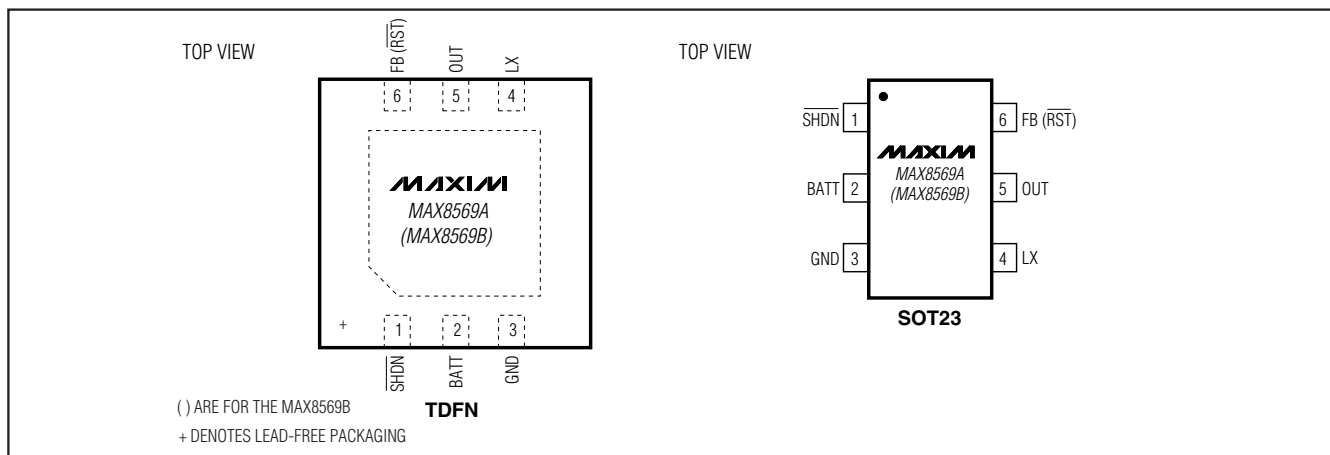 TOP VIEW
FB (RST)
OUT
LX
6
5
4
MAXIM
MAX8569A
(MAX8569B)
+
1
2
3
SHDN
BATT
GND
TDFN
( ) ARE FOR THE MAX8569B
+ DENOTES LEAD-FREE PACKAGING
TOP VIEW
SHDN 1
6 FB (RST)
MAXIM
MAX8569A
(MAX8569B)
BATT 2
5 OUT
GND 3
4 LX
SOT23